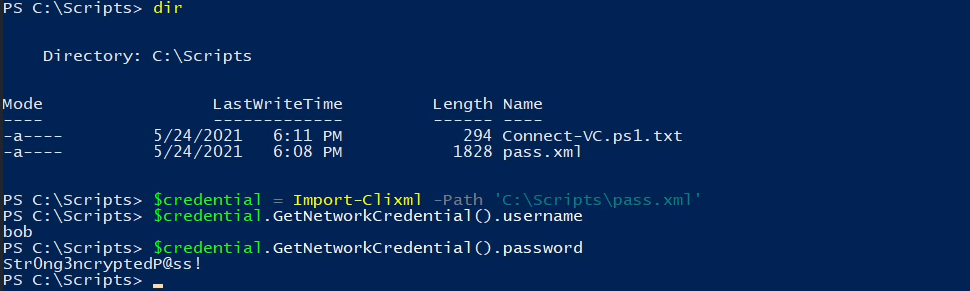 PS C:\Scripts> dir
Directory: C:\Scripts
Mode LastWriteTime Length Name
---- ------------- ------ ----
-a---- 5/24/2021 6:11 PM 294 Connect-VC.ps1.txt
-a---- 5/24/2021 6:08 PM 1828 pass.xml
PS C:\Scripts> $credential = Import-Clixml -Path 'C:\Scripts\pass.xml'
PS C:\Scripts> $credential.GetNetworkCredential().username
bob
PS C:\Scripts> $credential.GetNetworkCredential().password
Str0ng3ncryptedP@ss!
PS C:\Scripts>